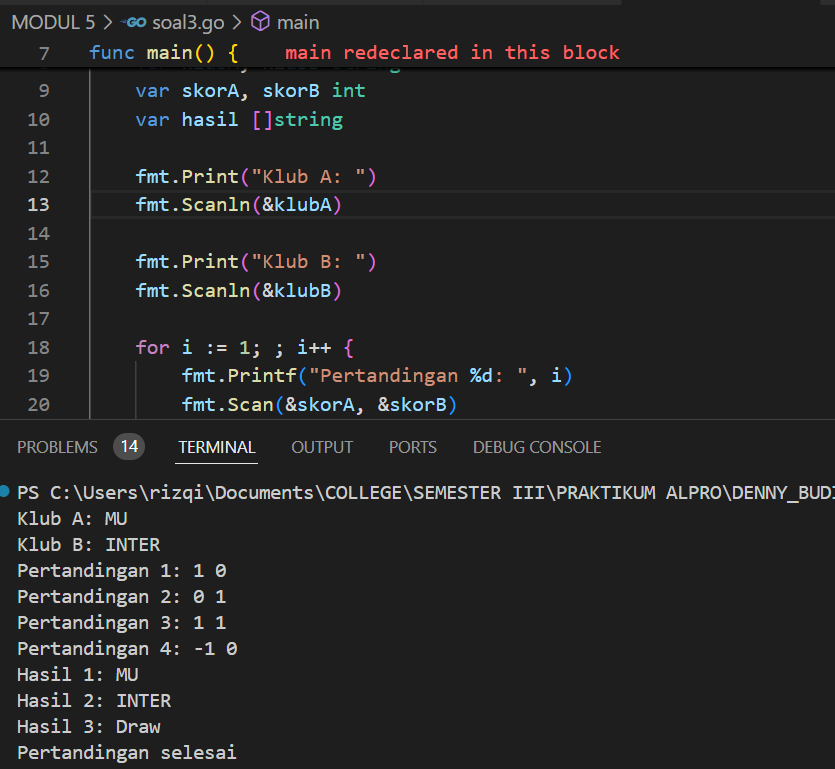 MODUL 5 > GO soal3.go > main
7 func main() { main redeclared in this block
9 var skorA, skorB int
10 var hasil []string
11
12 fmt.Print("Klub A: ")
13 fmt.Scanln(&klubA)
14
15 fmt.Print("Klub B: ")
16 fmt.Scanln(&klubB)
17
18 for i := 1; ; i++ {
19 fmt.Printf("Pertandingan %d: ", i)
20 fmt.Scan(&skorA, &skorB)
PROBLEMS 14 TERMINAL OUTPUT PORTS DEBUG CONSOLE
PS C:\Users\rizqi\Documents\COLLEGE\SEMESTER III\PRAKTIKUM ALPRO\DENNY_BUDI
Klub A: MU
Klub B: INTER
Pertandingan 1: 1 0
Pertandingan 2: 0 1
Pertandingan 3: 1 1
Pertandingan 4: -1 0
Hasil 1: MU
Hasil 2: INTER
Hasil 3: Draw
Pertandingan selesai